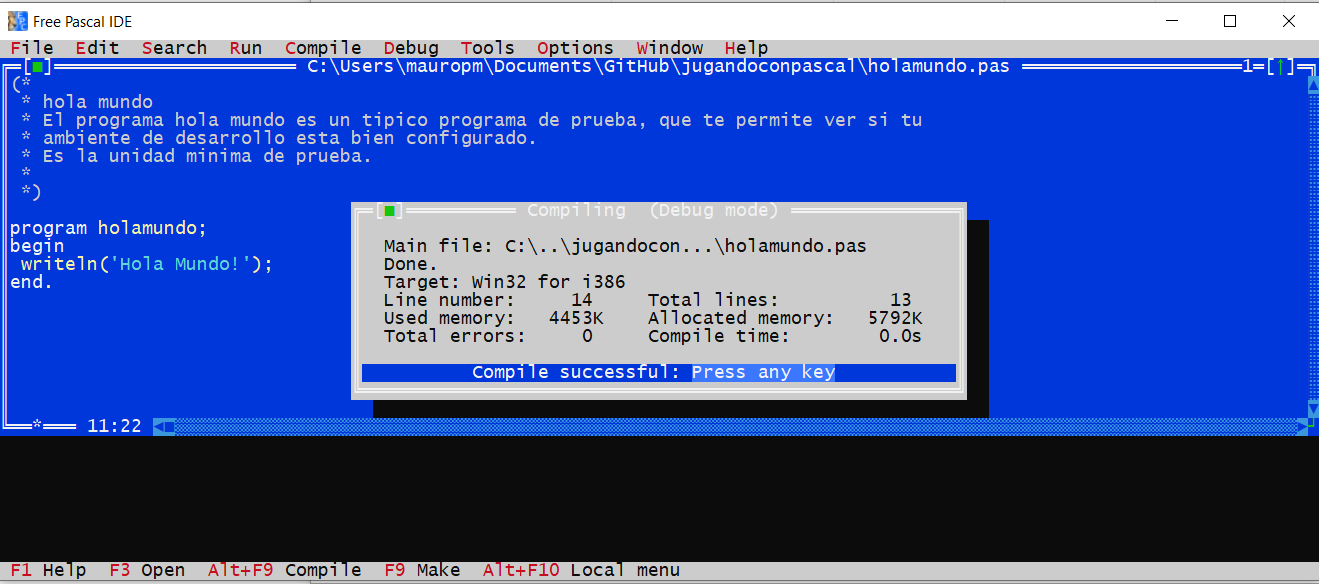 Free Pascal IDE
File Edit Search Run Compile Debug Tools Options Window Help
[■] C:\Users\mauropm\Documents\GitHub\jugandoconpascal\holamundo.pas 1=[↑]
(*
* hola mundo
* El programa hola mundo es un tipico programa de prueba, que te permite ver si tu
* ambiente de desarrollo esta bien configurado.
* Es la unidad minima de prueba.
*
*)
program holamundo;
begin
writeln('Hola Mundo!');
end.
[■] Compiling (Debug mode)
Main file: C:\..\jugandocon...\holamundo.pas
Done.
Target: Win32 for i386
Line number: 14 Total lines: 13
Used memory: 4453K Allocated memory: 5792K
Total errors: 0 Compile time: 0.0s
Compile successful: Press any key
* 11:22
F1 Help F3 Open Alt+F9 Compile F9 Make Alt+F10 Local menu